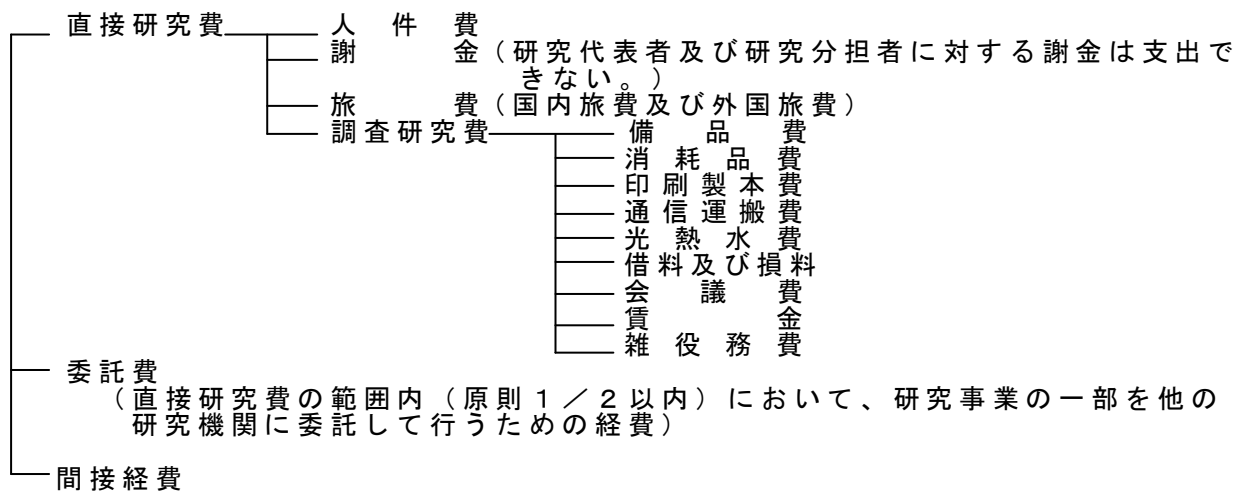 直接研究費 人件費
謝金(研究代表者及び研究分担者に対する謝金は支出で
きない。)
旅費(国内旅費及び外国旅費)
調査研究費 備品費
消耗品費
印刷製本費
通信運搬費
光熱水費
借料及び損料
会議費
賃金
雑役務費
委託費
(直接研究費の範囲内(原則1/2以内)において、研究事業の一部を他の
研究機関に委託して行うための経費)
間接経費